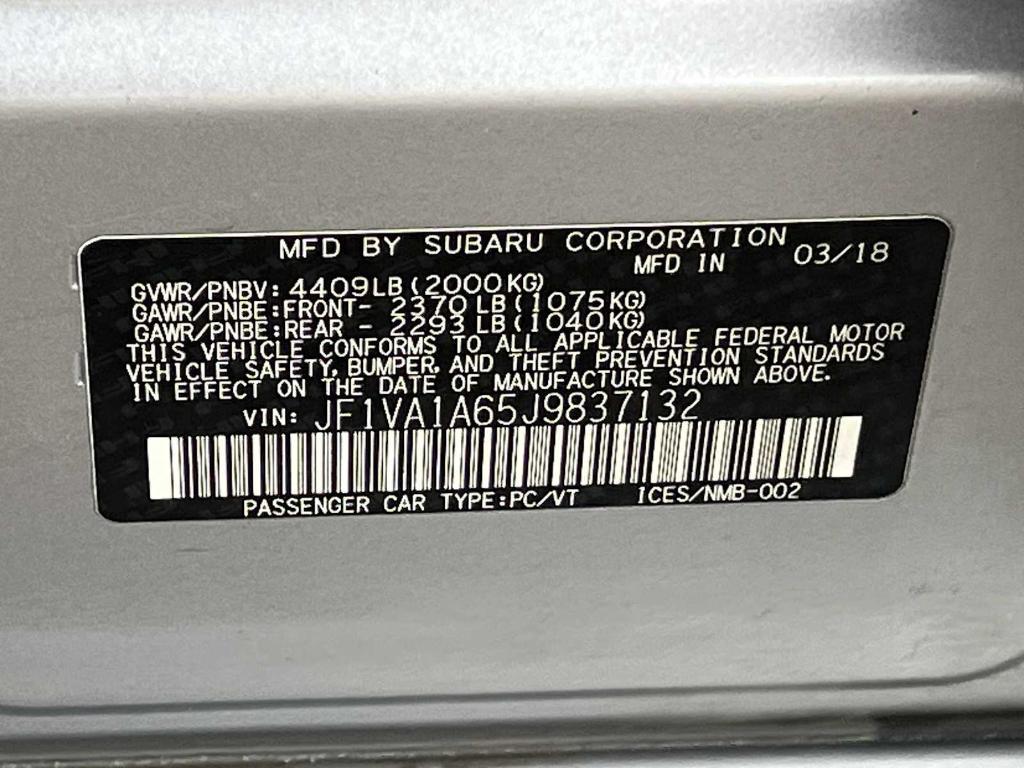 MFD BY SUBARU CORPORATION
MFD IN 03/18
GVWR/PNBV: 4409LB(2000KG)
GAWR/PNBE:FRONT- 2370LB(1075KG)
GAWR/PNBE:REAR - 2293LB(1040KG)
THIS VEHICLE CONFORMS TO ALL APPLICABLE FEDERAL MOTOR
VEHICLE SAFETY, BUMPER, AND THEFT PREVENTION STANDARDS
IN EFFECT ON THE DATE OF MANUFACTURE SHOWN ABOVE.
VIN: JF1VA1A65J9837132
PASSENGER CAR TYPE:PC/VT 1CES/NMB-002